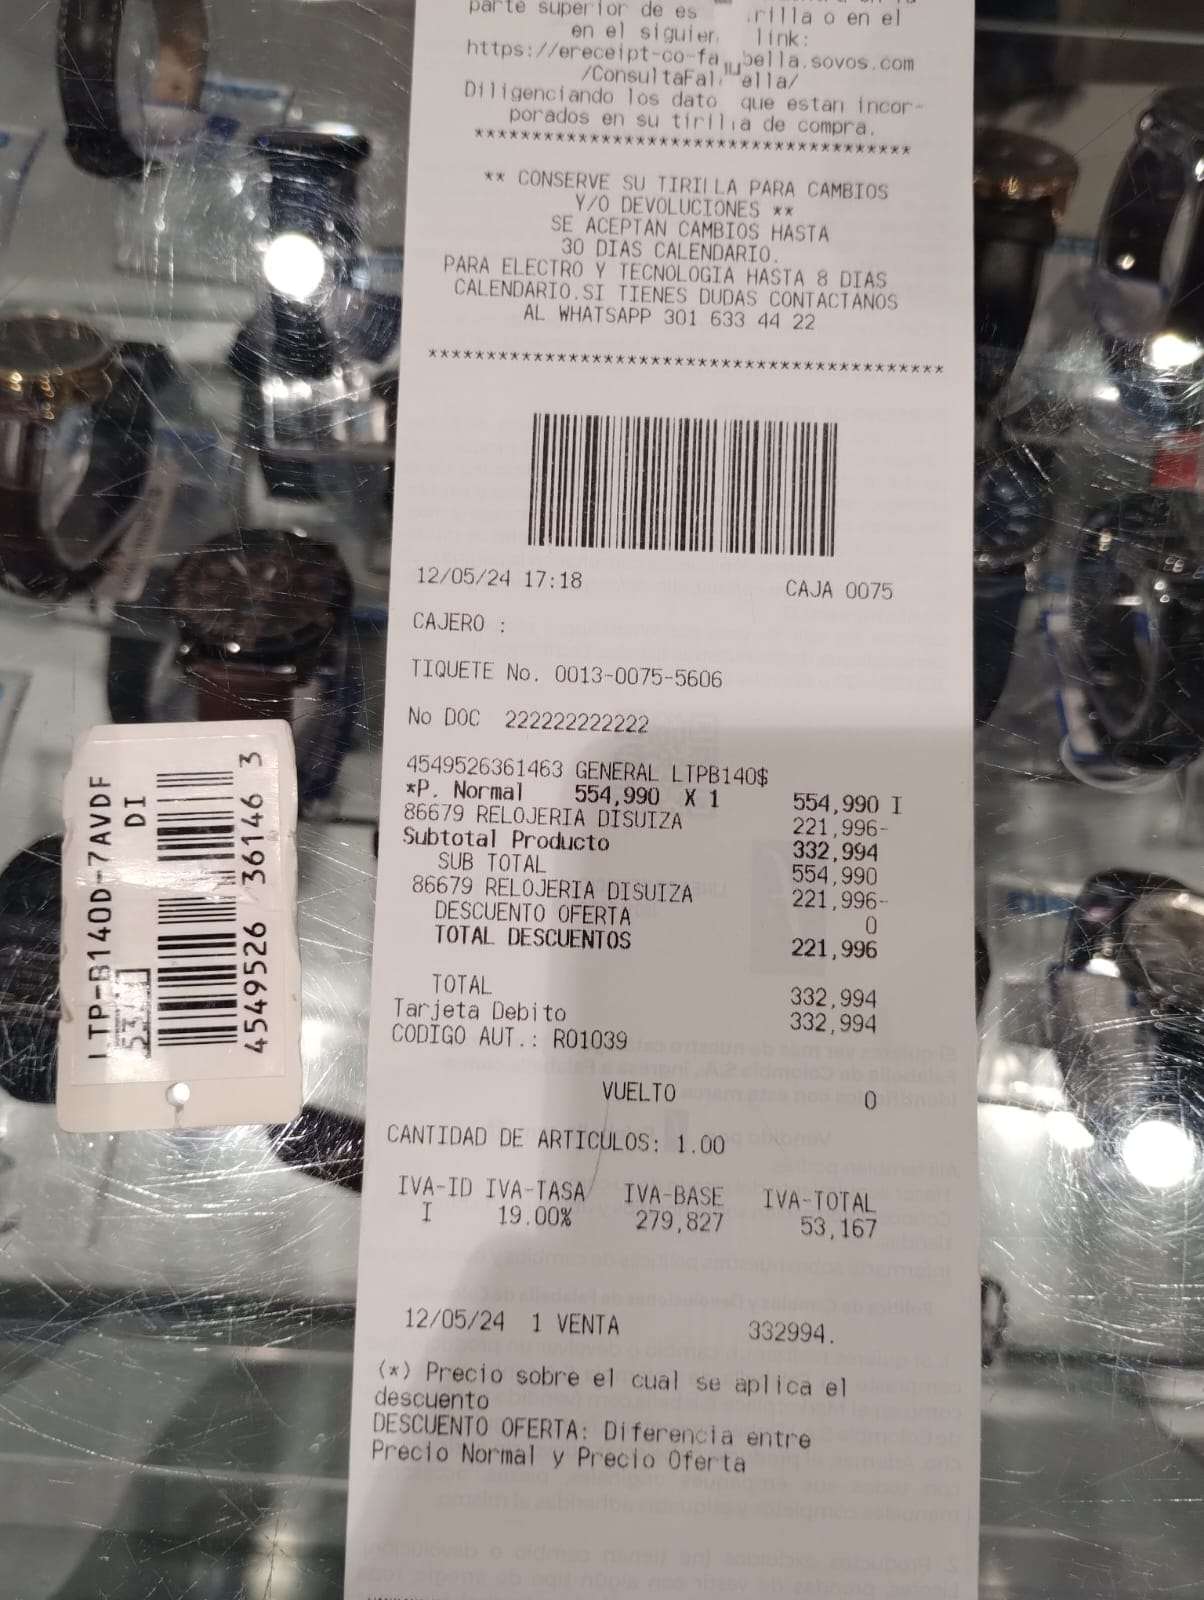 parte superior de es rilla o en el
en el siguier link:
https://ereceipt-co-fa bella.sovos.com
/ConsultaFal ella/
Diligenciando los dato que estan incor-
porados en su tirilla de compra.
****************************************
** CONSERVE SU TIRILLA PARA CAMBIOS
Y/O DEVOLUCIONES **
SE ACEPTAN CAMBIOS HASTA
30 DIAS CALENDARIO.
PARA ELECTRO Y TECNOLOGIA HASTA 8 DIAS
CALENDARIO.SI TIENES DUDAS CONTACTANOS
AL WHATSAPP 301 633 44 22
********************************************
12/05/24 17:18 CAJA 0075
CAJERO :
TIQUETE No. 0013-0075-5606
No DOC 222222222222
4549526361463 GENERAL LTPB140$
*P. Normal 554,990 X 1 554,990 I
86679 RELOJERIA DISUIZA 221,996-
Subtotal Producto 332,994
SUB TOTAL 554,990
86679 RELOJERIA DISUIZA 221,996-
DESCUENTO OFERTA 0
TOTAL DESCUENTOS 221,996
TOTAL 332,994
Tarjeta Debito 332,994
CODIGO AUT.: R01039
VUELTO 0
CANTIDAD DE ARTICULOS: 1.00
IVA-ID IVA-TASA IVA-BASE IVA-TOTAL
I 19.00% 279,827 53,167
12/05/24 1 VENTA 332994.
(*) Precio sobre el cual se aplica el
descuento
DESCUENTO OFERTA: Diferencia entre
Precio Normal y Precio Oferta
LTP-B140D-7AVDF
DI
4549526 36146 3